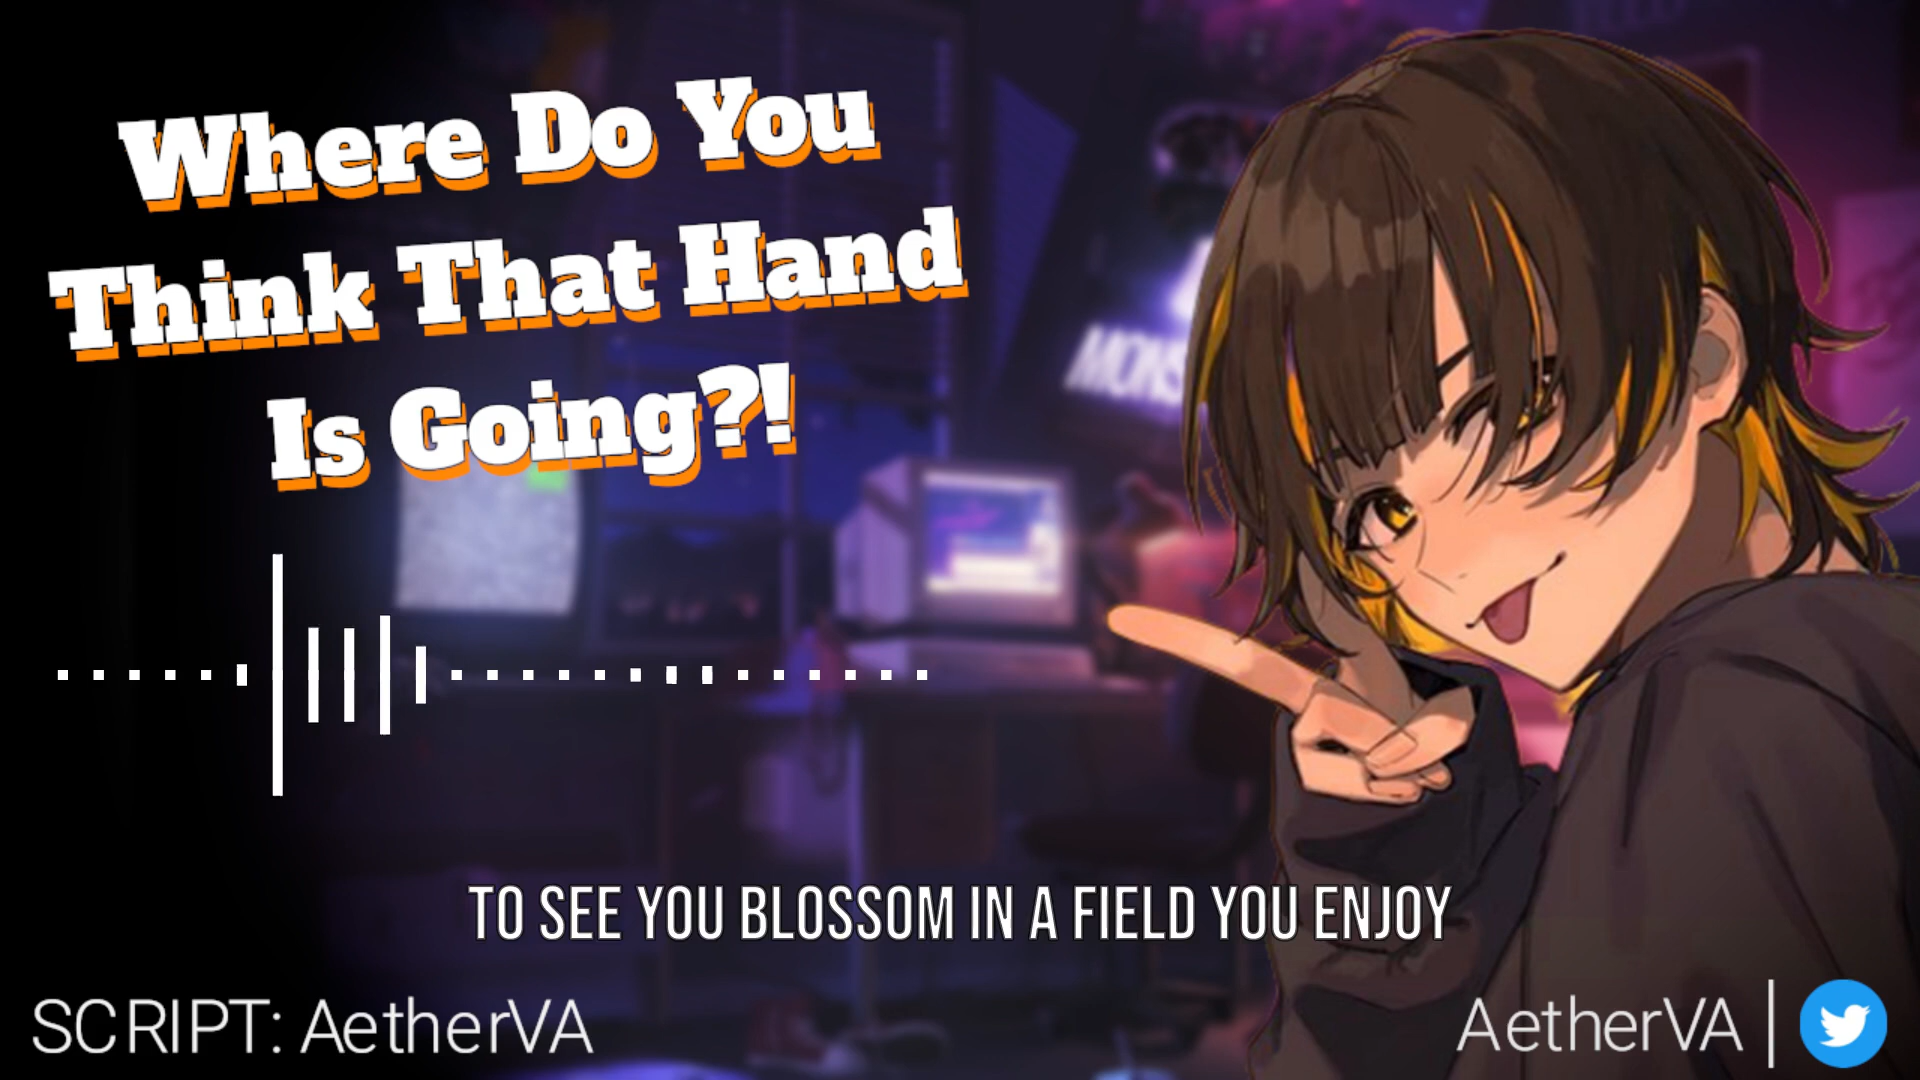 Where Do You
Think That Hand
Is Going?!
MONS
TO SEE YOU BLOSSOM IN A FIELD YOU ENJOY
SCRIPT: AetherVA
AetherVA |